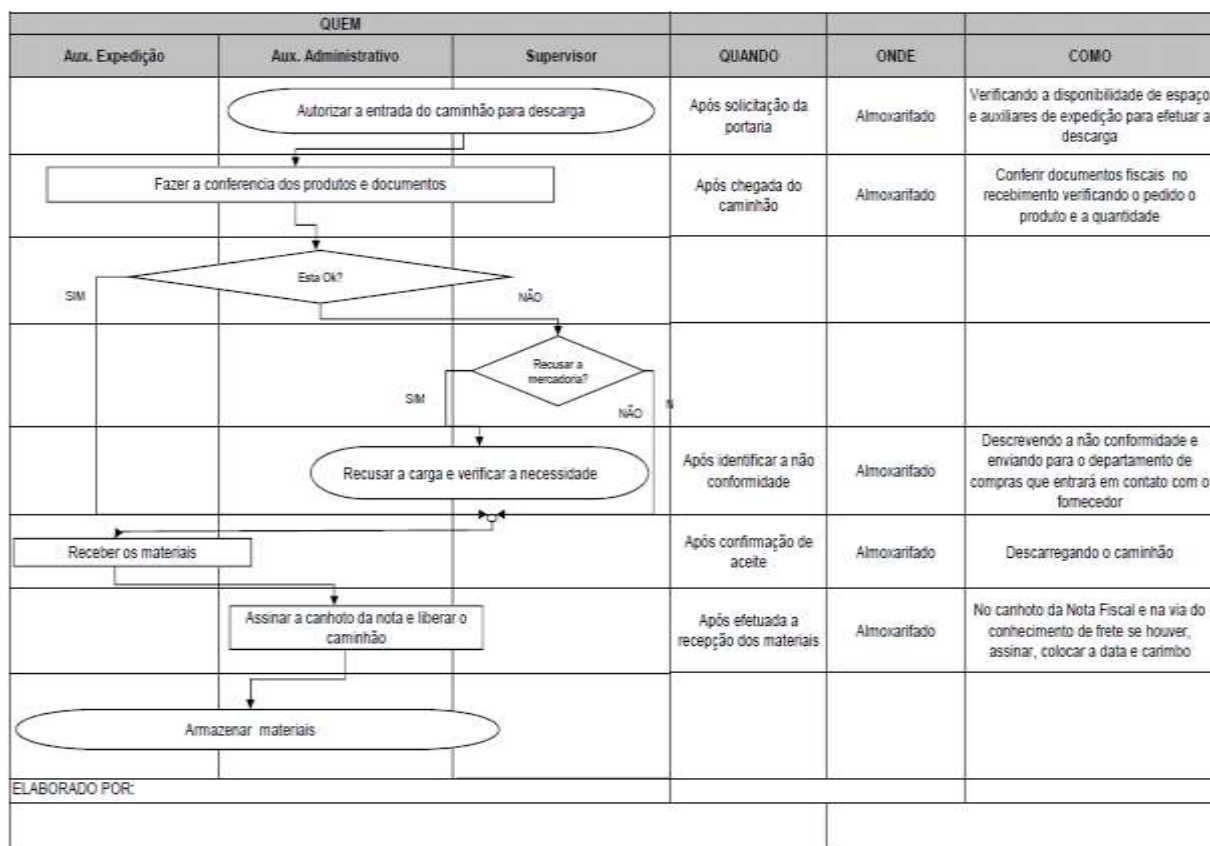 QUEM
Aux. Expedição
Aux. Administrativo
Supervisor
QUANDO
ONDE
COMO
Autorizar a entrada do caminhão para descarga
Após solicitação da
portaria
Almoxarifado
Verificando a disponibilidade de espaço
e auxiliares de expedição para efetuar a
descarga
Fazer a conferencia dos produtos e documentos
Após chegada do
caminhão
Almoxarifado
Conferir documentos fiscais no
recebimento verificando o pedido o
produto e a quantidade
Esta Ok?
SIM
NÃO
Recusar a
mercadoria?
SIM
NÃO
N
Recusar a carga e verificar a necessidade
Após identificar a não
conformidade
Almoxarifado
Descrevendo a não conformidade e
enviando para o departamento de
compras que entrará em contato com o
fornecedor
Receber os materiais
Após confirmação de
aceite
Almoxarifado
Descarregando o caminhão
Assinar a canhoto da nota e liberar o
caminhão
Após efetuada a
recepção dos materiais
Almoxarifado
No canhoto da Nota Fiscal e na via do
conhecimento de frete se houver,
assinar, colocar a data e carimbo
Armazenar materiais
ELABORADO POR: